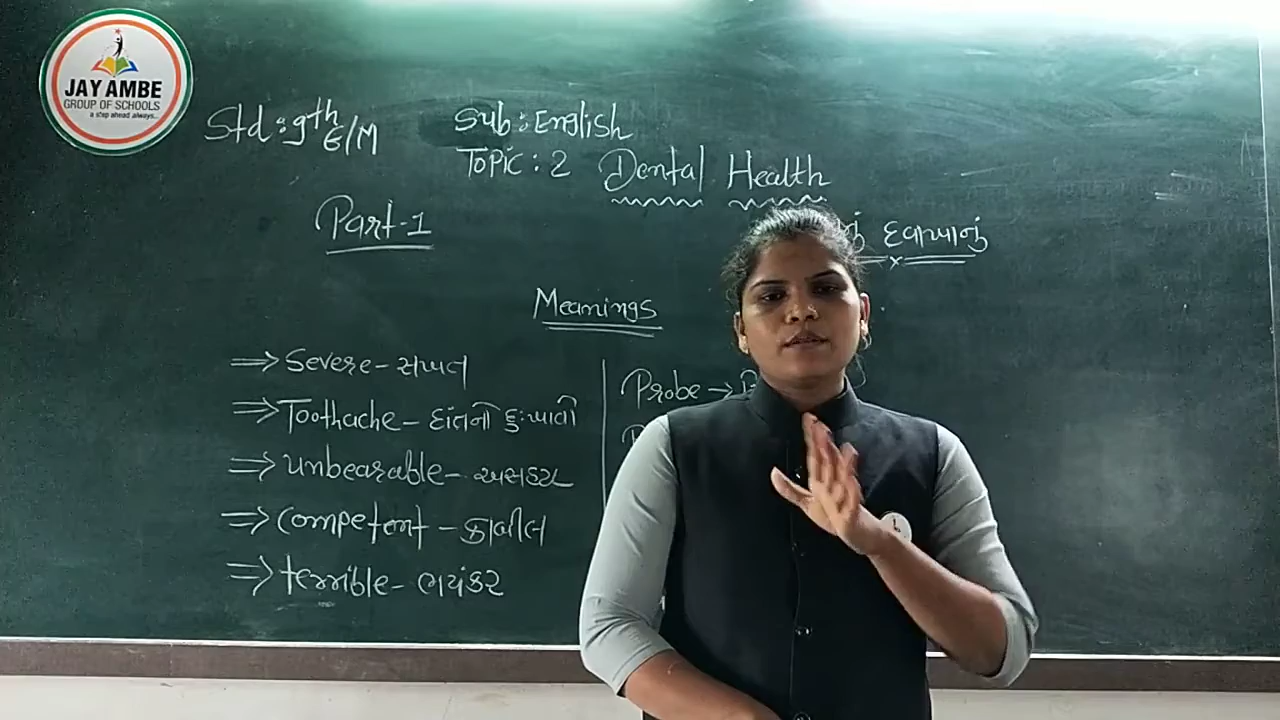 JAY AMBE
GROUP OF SCHOOLS
a step ahead always...
Std : 9th E/M
Sub : English
Topic : 2 Dental Health
Part-1
દવાખાનું
Meanings
⇒ Severe - સખત
⇒ Toothache - દાંતનો દુઃખાવો
⇒ unbearable - અસહ્ય
⇒ competent - કાબીલ
⇒ terrible - ભયંકર
Probe →